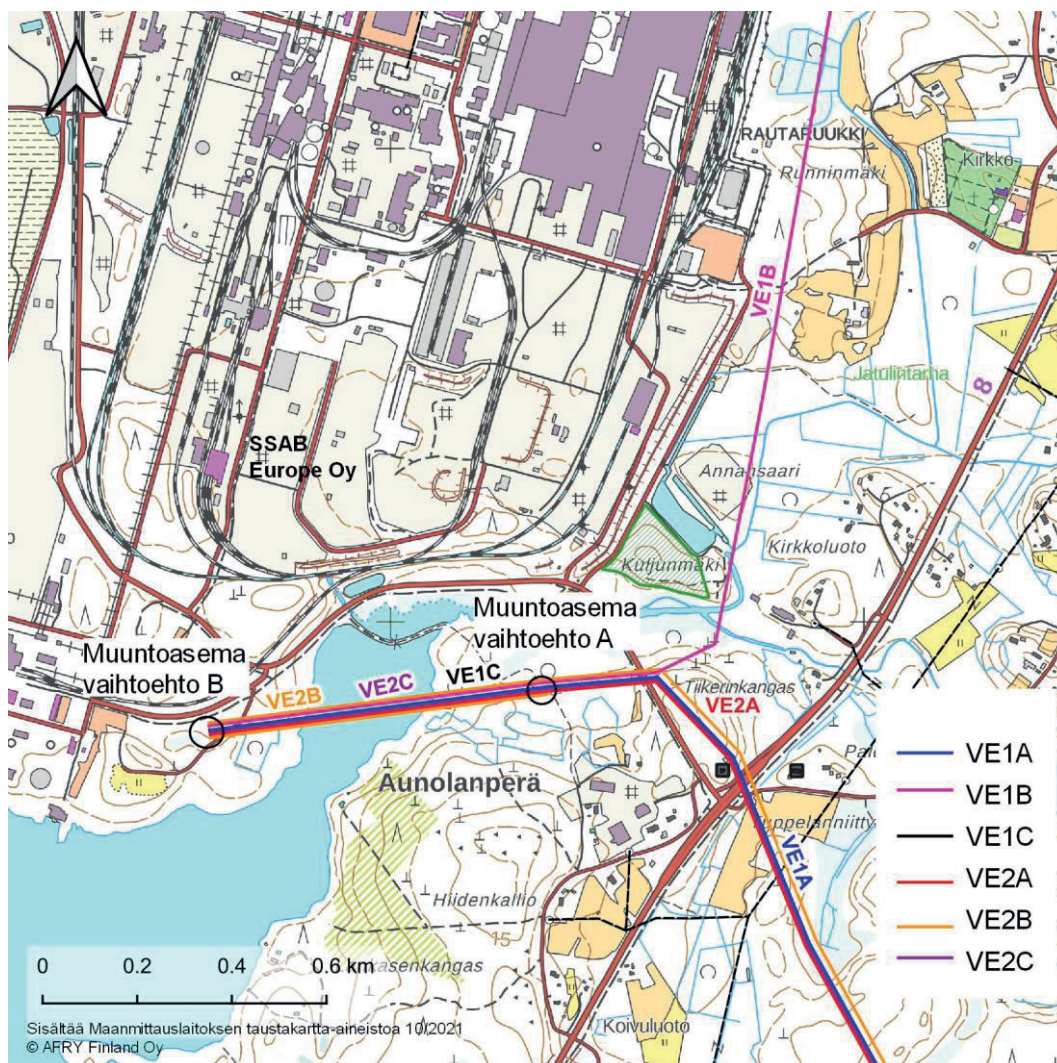 RAUTARUUKKI
Runninmäki
Kirkko
VE1B
8
Jatulintarha
SSAB
Europe Oy
Annansaari
Kirkkoluoto
Kuljunmäki
Muuntoasema
vaihtoehto A
Muuntoasema
vaihtoehto B
VE2B
VE2C
VE1C
Tiikerinkangas
VE2A
Aunolanperä
VE1A
Hiidenkallio
15
Koivuluoto
VE1A
VE1B
VE1C
VE2A
VE2B
VE2C
0 0.2 0.4 0.6 km
Sisältää Maanmittauslaitoksen taustakartta-aineistoa 10/2021
© AFRY Finland Oy